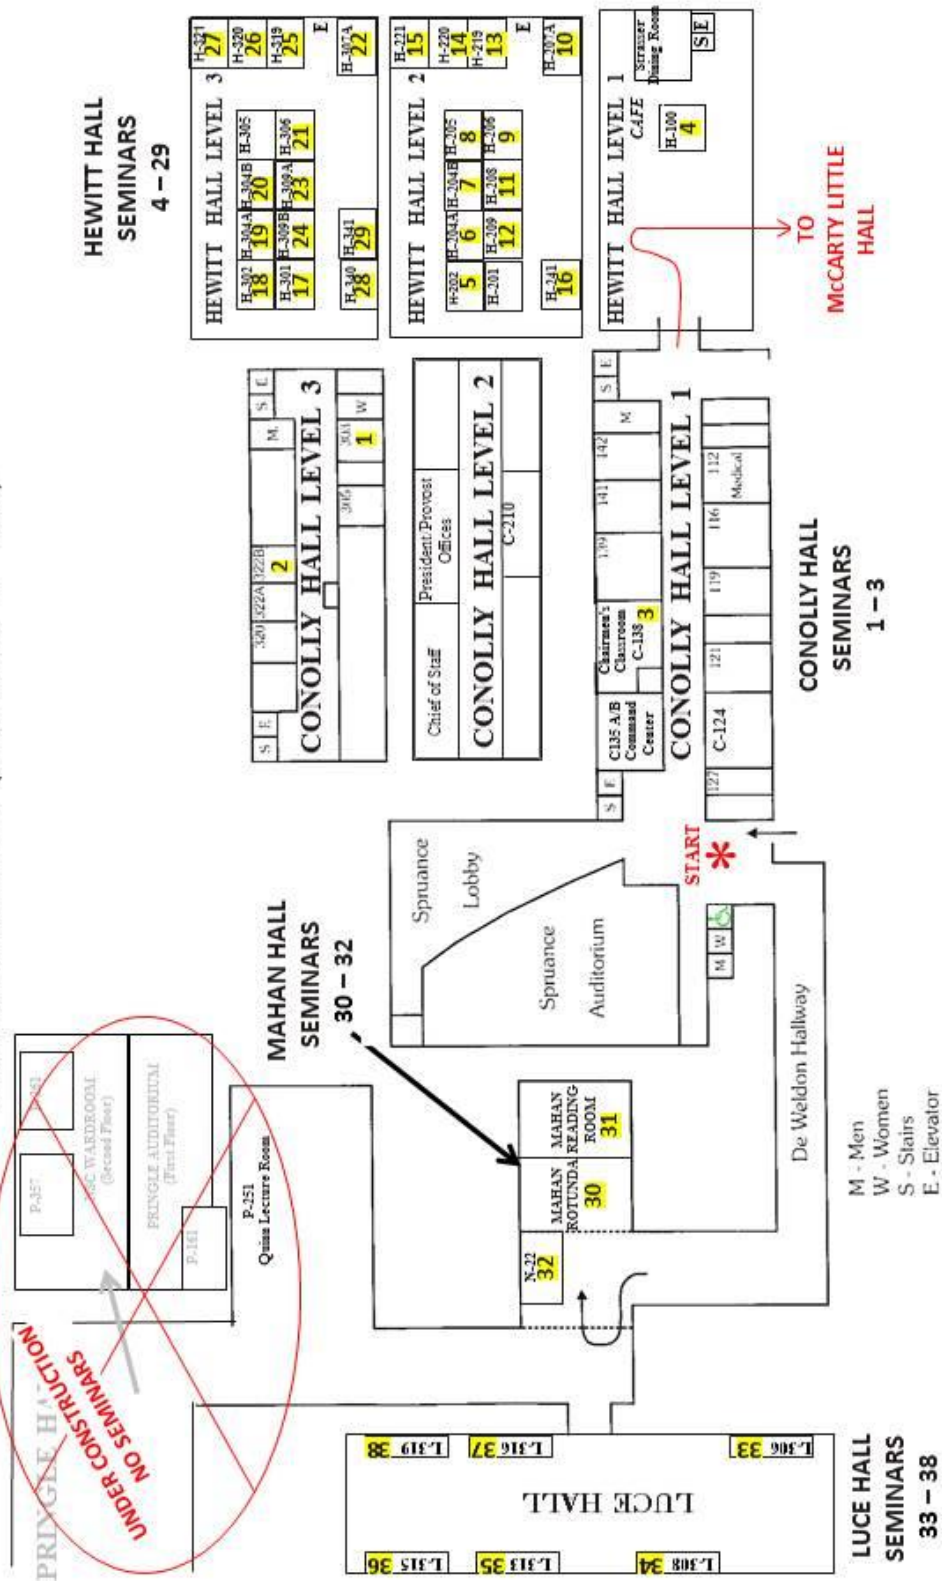 HEWITT HALL
SEMINARS
4 – 29
HEWITT HALL LEVEL 3
H-321
27
H-320
26
H-319
25
E
H-307A
22
H-305
H-306
21
H-304B
20
H-309A
23
H-304A
19
H-309B
24
H-302
18
H-301
17
H-341
29
H-340
28
HEWITT HALL LEVEL 2
H-221
15
H-220
14
H-219
13
E
H-207A
10
H-205
8
H-206
9
H-204B
7
H-208
11
H-204A
6
H-209
12
H-202
5
H-201
H-241
16
HEWITT HALL LEVEL 1
CAFE
Strasser
Dining Room
S E
H-100
4
TO
McCARTY LITTLE
HALL
CONOLLY HALL LEVEL 3
S E
320
322A
322B
2
M
S E
305
303
1
W
CONOLLY HALL LEVEL 2
Chief of Staff
President/Provost
Offices
C-210
CONOLLY HALL LEVEL 1
S E
C135 A/B
Command
Center
Chairmen's
Classroom
C-138
3
139
141
142
M
S E
127
C-124
121
119
116
112
Medical
CONOLLY HALL
SEMINARS
1 – 3
START
*
Spruance
Lobby
Spruance
Auditorium
M W
MAHAN HALL
SEMINARS
30 – 32
MAHAN
ROTUNDA
30
MAHAN
READING
ROOM
31
N-22
32
De Weldon Hallway
M - Men
W - Women
S - Stairs
E - Elevator
P-357
WARDROOM
(Second Floor)
PRINGLE AUDITORIUM
(First Floor)
P-161
P-251
Quinn Lecture Room
PRINGLE
UNDER CONSTRUCTION
NO SEMINARS
LUCE HALL
L-319
38
L-316
37
L-306
33
L-315
36
L-313
35
L-308
34
LUCE HALL
SEMINARS
33 – 38